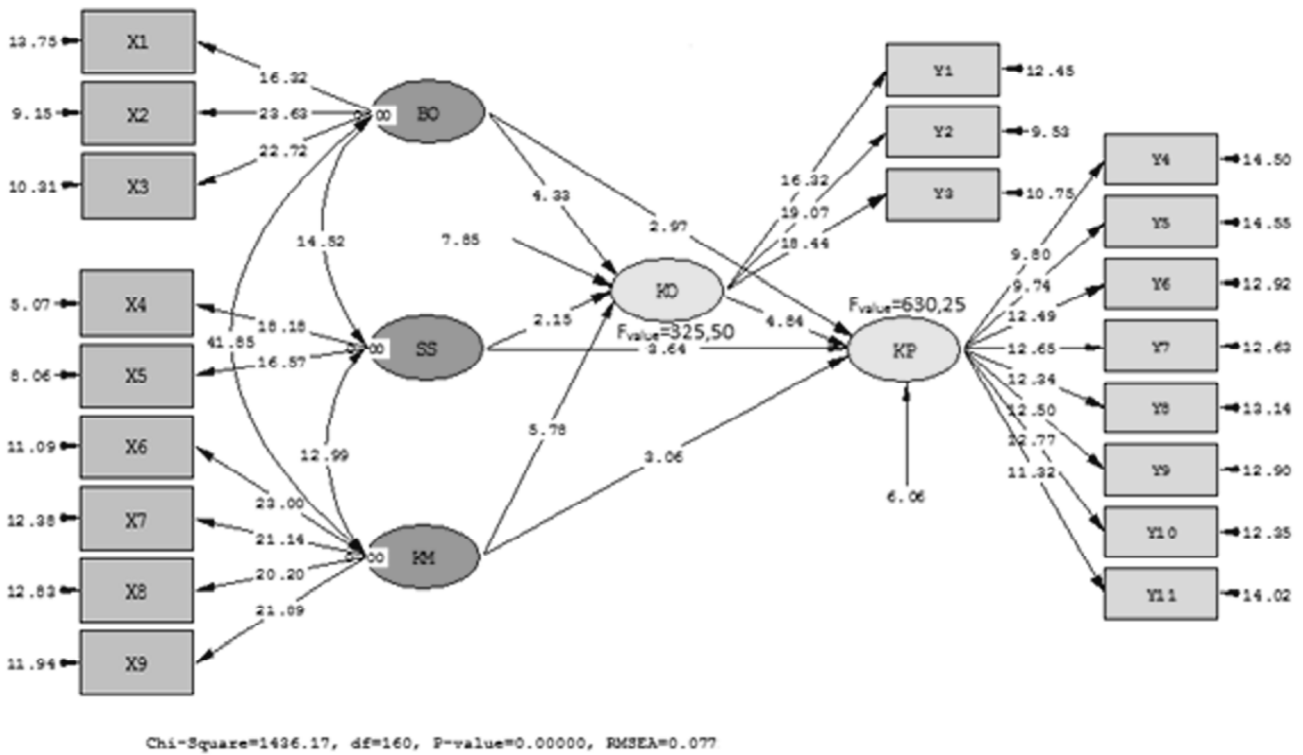 13.75
X1
9.15
X2
10.31
X3
5.07
X4
8.06
X5
11.09
X6
12.38
X7
12.83
X8
11.94
X9
16.32
23.63
22.72
18.18
16.57
23.00
21.14
20.20
21.09
14.52
41.85
12.99
BO
SS
KM
4.33
2.97
7.85
2.15
3.64
5.78
3.06
KO
Fvalue=325,50
4.84
Fvalue=630,25
KP
6.06
16.32
19.07
18.44
Y1
12.45
Y2
9.53
Y3
10.75
9.80
9.74
12.49
12.65
12.34
12.50
12.77
11.32
Y4
14.50
Y5
14.55
Y6
12.92
Y7
12.63
Y8
13.14
Y9
12.90
Y10
12.35
Y11
14.02
Chi-Square=1436.17, df=160, P-value=0.00000, RMSEA=0.077